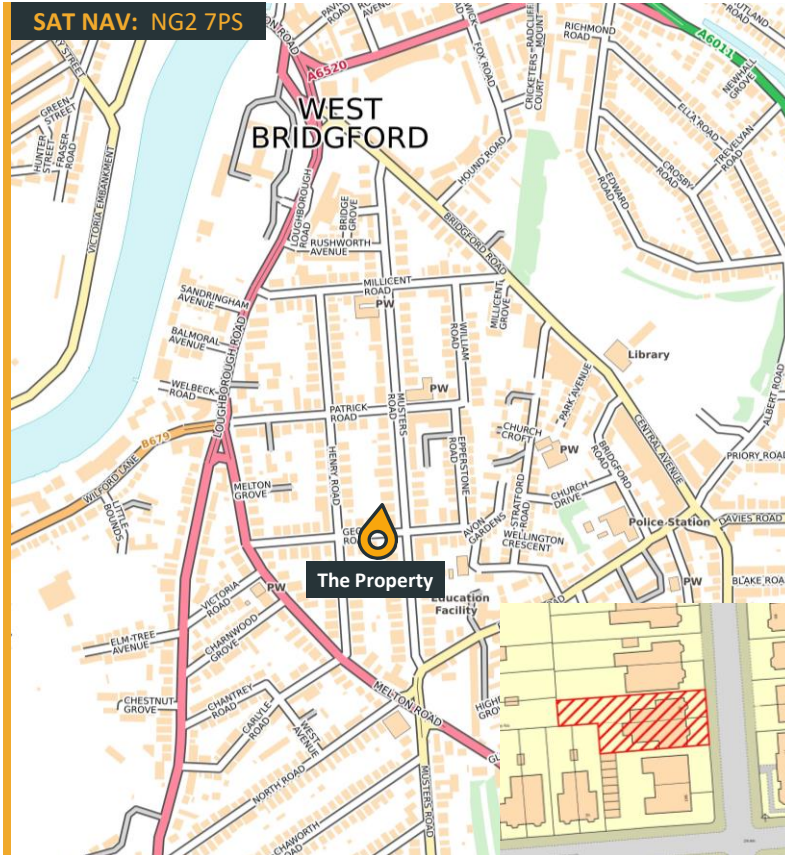 SAT NAV: NG2 7PS
A6520
RICHMOND
ROAD
A6011
NEWHALL
GROVE
WEST
BRIDGFORD
FOX ROAD
CRICKETERS
COURT
RADCLIFFE
MOUNT
GREEN
STREET
HUNTER
STREET
FRASER
ROAD
VICTORIA EMBANKMENT
ELLA ROAD
TREVELYAN
ROAD
CROSBY
ROAD
EDWARD
ROAD
HOUND ROAD
LOUGHBOROUGH
ROAD
BRIDGE
GROVE
RUSHWORTH
AVENUE
BRIDGFORD ROAD
MILLICENT
ROAD
PW
SANDRINGHAM
AVENUE
MILLICENT
GROVE
WILLIAM
ROAD
BALMORAL
AVENUE
LOUGHBOROUGH ROAD
Library
WELBECK
ROAD
PW
PARK AVENUE
ALBERT ROAD
PATRICK
ROAD
MUSTERS
ROAD
CENTRAL AVENUE
CHURCH
CROFT
B679
WILFORD LANE
PW
BRIDGFORD
ROAD
EPPERSTONE
ROAD
HENRY ROAD
PRIORY ROAD
MELTON
GROVE
STRATFORD
ROAD
CHURCH
DRIVE
LITTLE
BOUNDS
AVON
GARDENS
Police Station
DAVIES ROAD
WELLINGTON
CRESCENT
The Property
PW
BLAKE ROA
Education
Facility
PW
VICTORIA
ROAD
ELM-TREE
AVENUE
CHARNWOOD
GROVE
CHESTNUT
GROVE
CHANTREY
ROAD
CARLYLE
ROAD
WEST
AVENUE
MELTON ROAD
NORTH ROAD
MUSTERS ROAD
CHAWORTH
ROAD